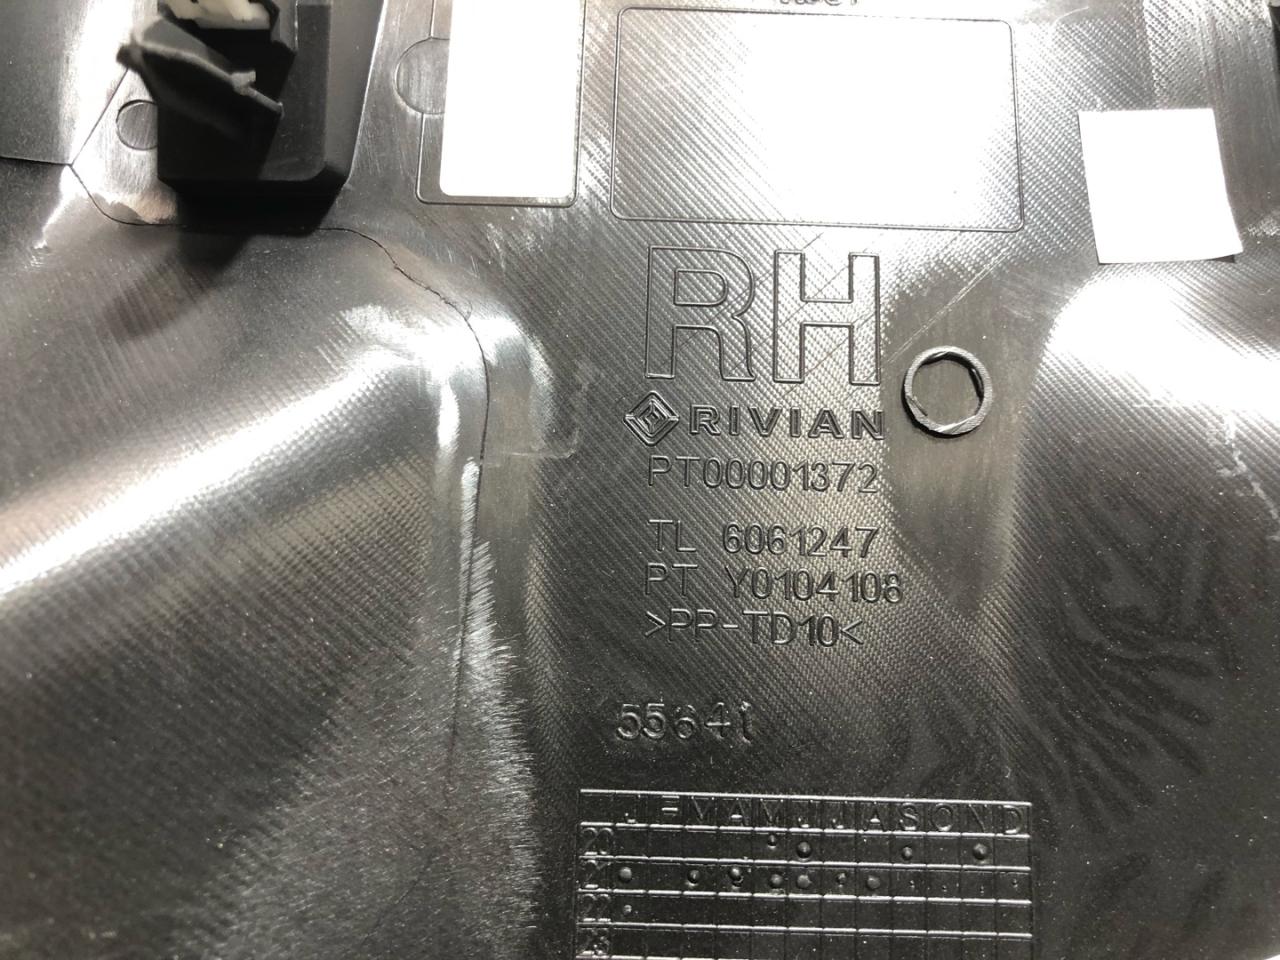 RH
RIVIAN
PT00001372
TL 6061247
PT Y0104108
>PP-TD10<
55641
J F M A M J J A S O N D
20
21
22
23